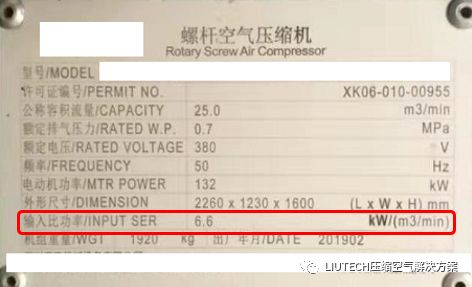 螺杆空气压缩机
Rotary Screw Air Compressor
型号/MODEL
许可证编号/PERMIT NO. XK06-010-00955
公称容积流量/CAPACITY 25.0 m3/min
额定排气压力/RATED W.P. 0.7 MPa
额定电压/RATED VOLTAGE 380 V
频率/FREQUENCY 50 Hz
电动机功率/MTR POWER 132 kW
外形尺寸/DIMENSION 2260 x 1230 x 1600 (L x W x H) mm
输入比功率/INPUT SER 6.6 kW/(m3/min)
机组重量/WGT 1920 kg 出厂年月/DATE 201902
LIUTECH压缩空气解决方案